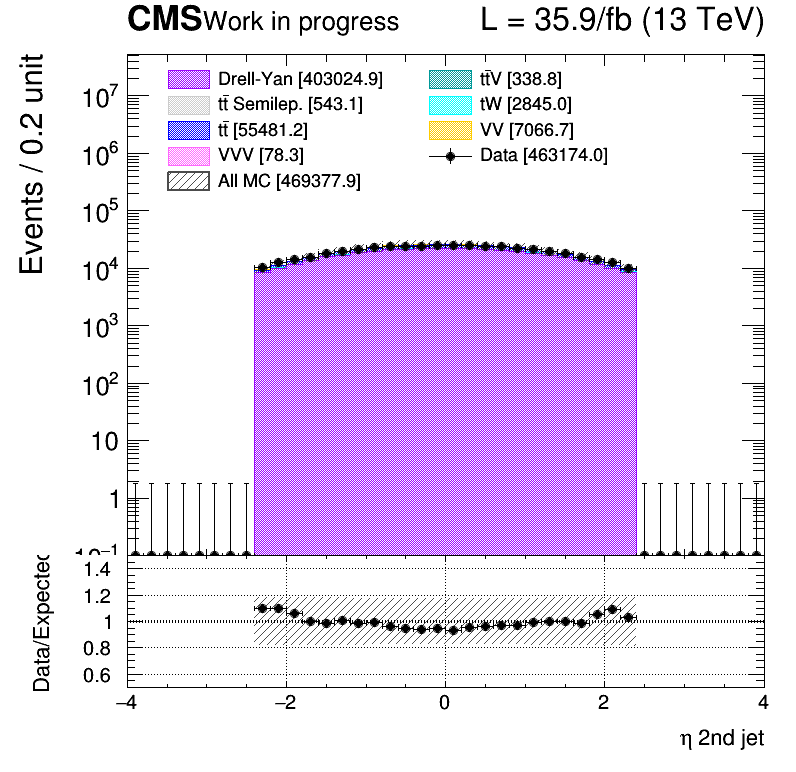 CMS Work in progress L = 35.9/fb (13 TeV)
Events / 0.2 unit
Drell-Yan [403024.9]
tt̄ Semilep. [543.1]
tt̄ [55481.2]
VVV [78.3]
All MC [469377.9]
tt̄V [338.8]
tW [2845.0]
VV [7066.7]
Data [463174.0]
10⁷
10⁶
10⁵
10⁴
10³
10²
10
1
10⁻¹
Data/Expected
1.4
1.2
1
0.8
0.6
−4 −2 0 2 4
η 2nd jet